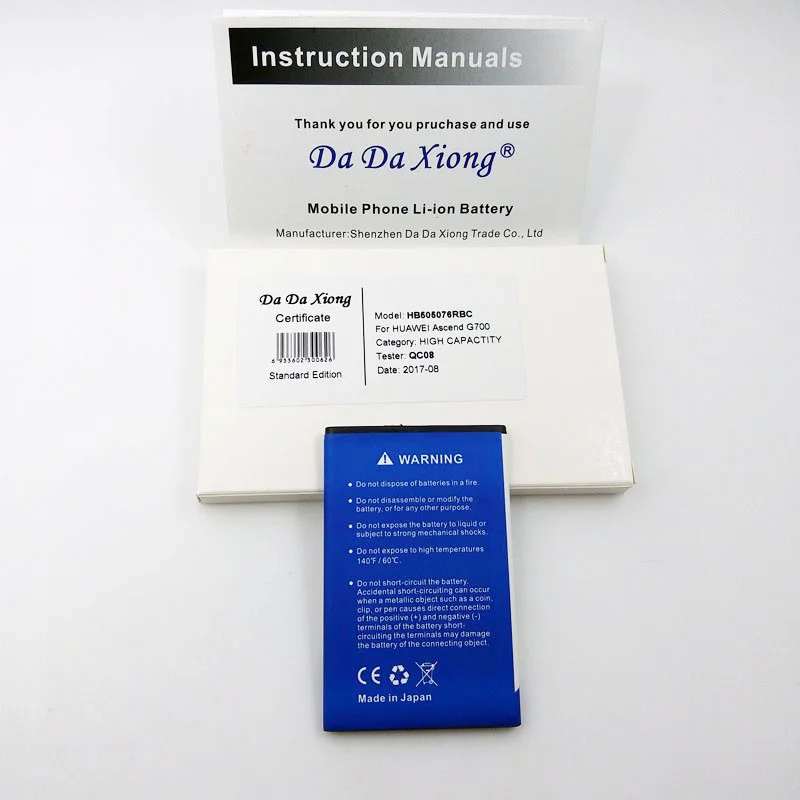 Instruction Manuals
Thank you for you pruchase and use
Da Da Xiong®
Mobile Phone Li-ion Battery
Manufacturer:Shenzhen Da Da Xiong Trade Co., Ltd
Da Da Xiong
Certificate
6 933602 300626
Standard Edition
Model: HB505076RBC
For HUAWEI Ascend G700
Category: HIGH CAPACTITY
Tester: QC08
Date: 2017-08
⚠ WARNING
• Do not dispose of batteries in a fire.
• Do not disassemble or modify the
battery, or for any other purpose.
• Do not expose the battery to liquid or
subject to strong mechanical shocks.
• Do not expose to high temperatures
140℉ / 60℃.
• Do not short-circuit the battery.
Accidental short-circuiting can occur
when a metallic object such as a coin,
clip, or pen causes direct connection
of the positive (+) and negative (-)
terminals of the battery short-
circuiting the terminals may damage
the battery of the connecting object.
CE
Made in Japan